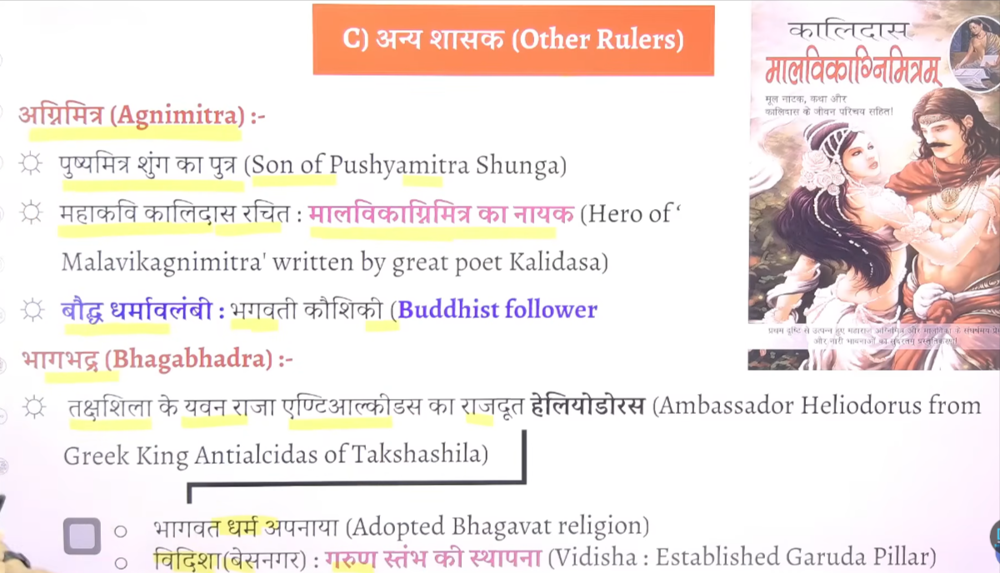 C) अन्य शासक (Other Rulers)
कालिदास
मालविकाग्निमित्रम्
मूल नाटक, कथा और
कालिदास के जीवन परिचय सहित!
अग्निमित्र (Agnimitra) :-
पुष्यमित्र शुंग का पुत्र (Son of Pushyamitra Shunga)
महाकवि कालिदास रचित : मालविकाग्निमित्र का नायक (Hero of ‘
Malavikagnimitra' written by great poet Kalidasa)
बौद्ध धर्मावलंबी : भगवती कौशिकी (Buddhist follower
प्रथम दृष्टि से उत्पन्न हुए महाराज अग्निमित्र और मालविका के संघर्षमय
और नारी भावनाओं का सुन्दरतम प्रस्तुतिकरण!
भागभद्र (Bhagabhadra) :-
तक्षशिला के यवन राजा एण्टिआल्कीडस का राजदूत हेलियोडोरस (Ambassador Heliodorus from
Greek King Antialcidas of Takshashila)
भागवत धर्म अपनाया (Adopted Bhagavat religion)
विदिशा(बेसनगर) : गरुण स्तंभ की स्थापना (Vidisha : Established Garuda Pillar)